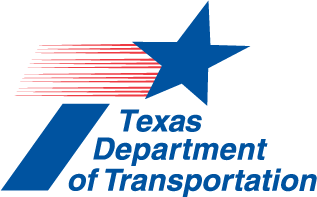 Texas
Department
of Transportation